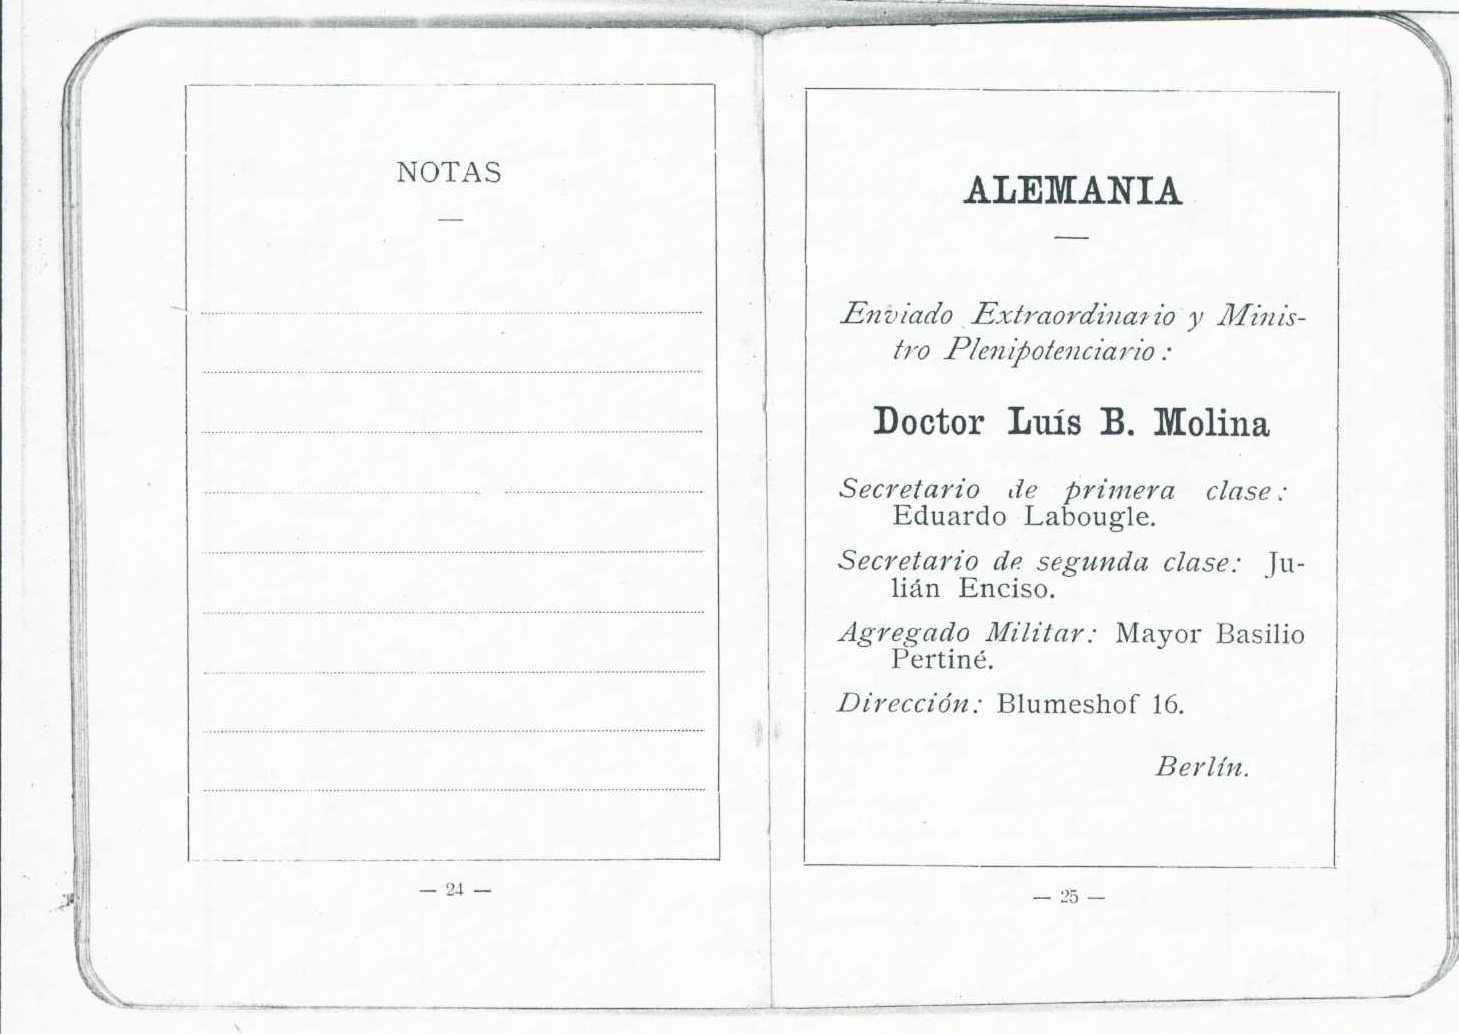 NOTAS
— 24 —
ALEMANIA
Enviado Extraordinario y Minis-
tro Plenipotenciario:
Doctor Luís B. Molina
Secretario de primera clase:
Eduardo Labougle.
Secretario de segunda clase: Ju-
lián Enciso.
Agregado Militar: Mayor Basilio
Pertiné.
Dirección: Blumeshof 16.
Berlín.
— 25 —